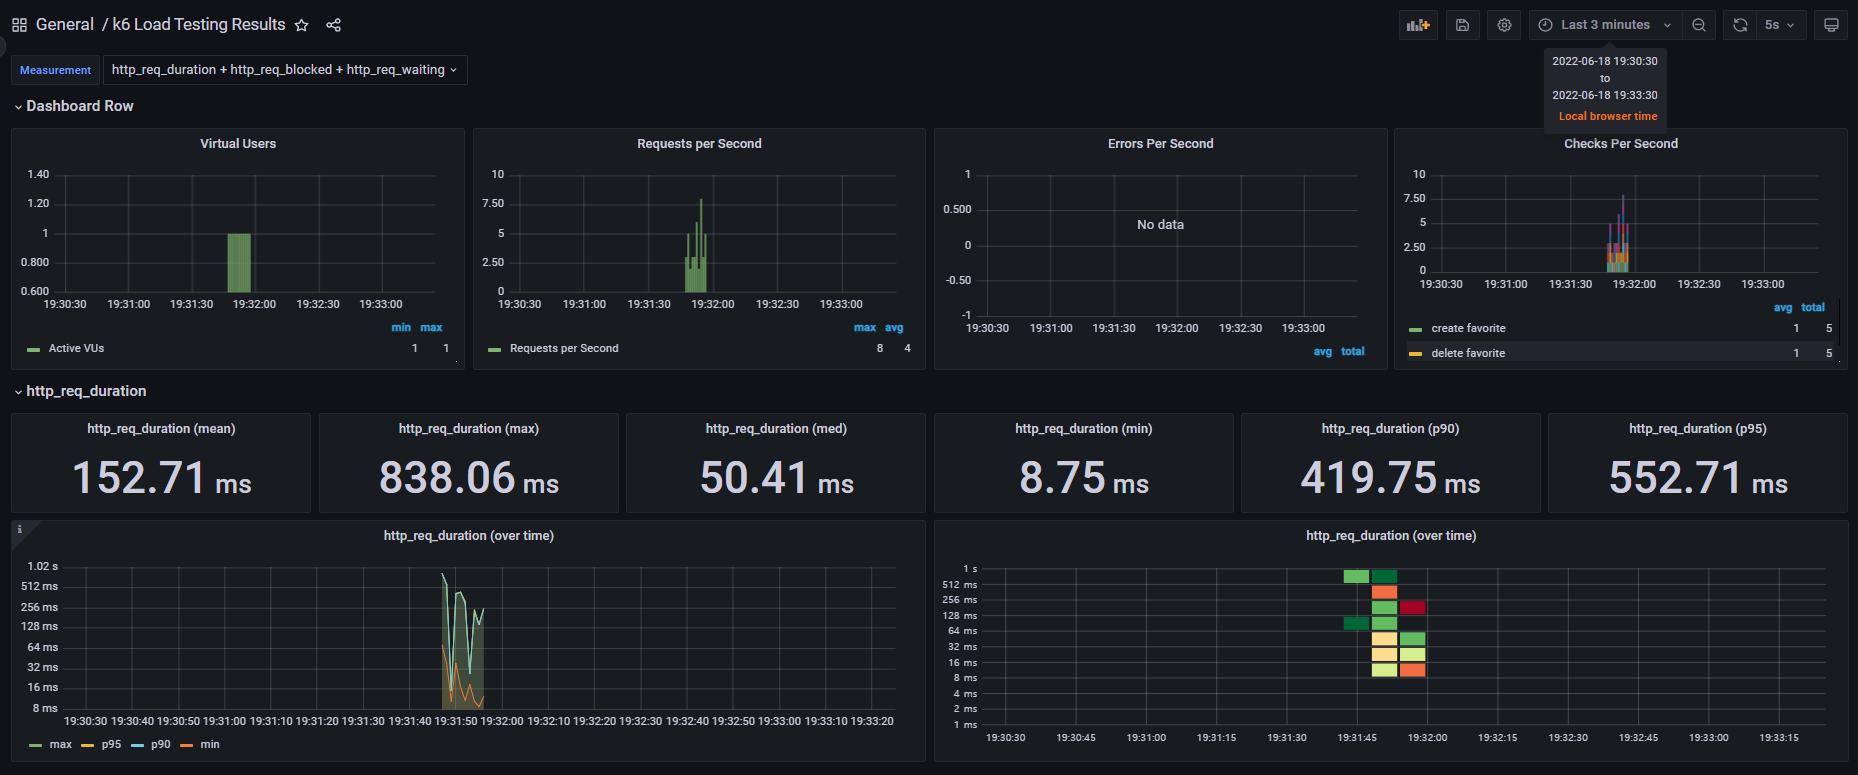 General / k6 Load Testing Results
Last 3 minutes
5s
2022-06-18 19:30:30
to
2022-06-18 19:33:30
Local browser time
Measurement
http_req_duration + http_req_blocked + http_req_waiting
Dashboard Row
Virtual Users
1.40
1.20
1
0.800
0.600
19:30:30 19:31:00 19:31:30 19:32:00 19:32:30 19:33:00
min max
Active VUs 1 1
Requests per Second
10
7.50
5
2.50
0
19:30:30 19:31:00 19:31:30 19:32:00 19:32:30 19:33:00
max avg
Requests per Second 8 4
Errors Per Second
1
0.500
0
-0.50
-1
No data
19:30:30 19:31:00 19:31:30 19:32:00 19:32:30 19:33:00
avg total
Checks Per Second
10
7.50
5
2.50
0
19:30:30 19:31:00 19:31:30 19:32:00 19:32:30 19:33:00
avg total
create favorite 1 5
delete favorite 1 5
http_req_duration
http_req_duration (mean)
152.71 ms
http_req_duration (max)
838.06 ms
http_req_duration (med)
50.41 ms
http_req_duration (min)
8.75 ms
http_req_duration (p90)
419.75 ms
http_req_duration (p95)
552.71 ms
i
http_req_duration (over time)
1.02 s
512 ms
256 ms
128 ms
64 ms
32 ms
16 ms
8 ms
19:30:30 19:30:40 19:30:50 19:31:00 19:31:10 19:31:20 19:31:30 19:31:40 19:31:50 19:32:00 19:32:10 19:32:20 19:32:30 19:32:40 19:32:50 19:33:00 19:33:10 19:33:20
max p95 p90 min
http_req_duration (over time)
1 s
512 ms
256 ms
128 ms
64 ms
32 ms
16 ms
8 ms
4 ms
2 ms
1 ms
19:30:30 19:30:45 19:31:00 19:31:15 19:31:30 19:31:45 19:32:00 19:32:15 19:32:30 19:32:45 19:33:00 19:33:15